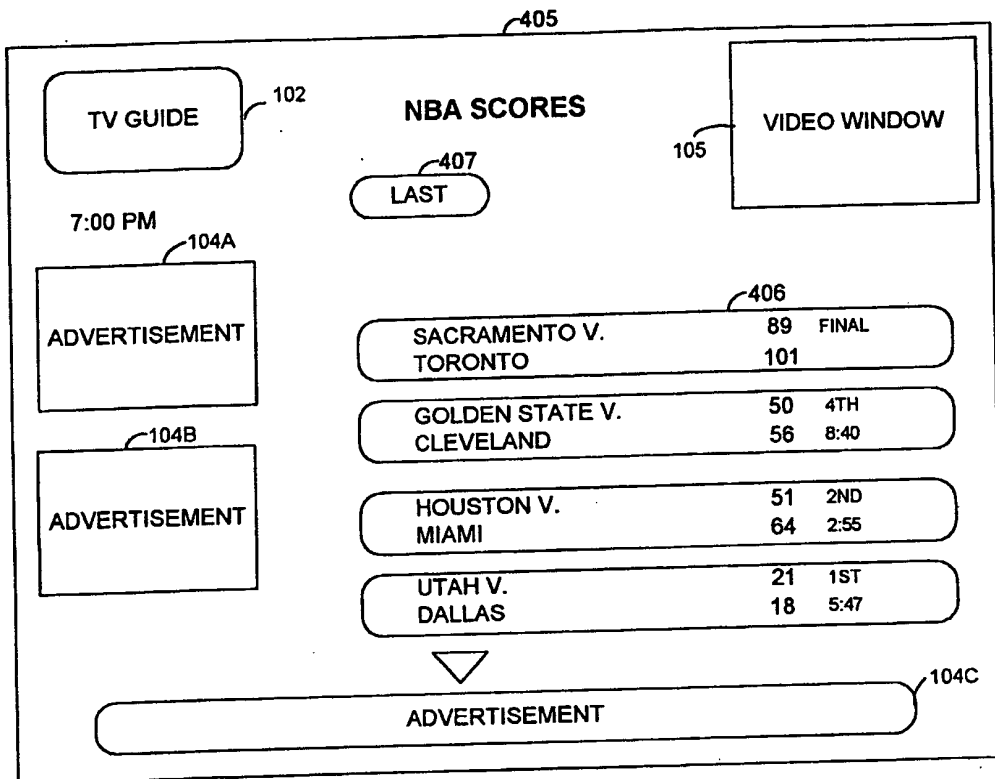 405
TV GUIDE
102
NBA SCORES
VIDEO WINDOW
105
407
LAST
7:00 PM
104A
ADVERTISEMENT
406
SACRAMENTO V. 89 FINAL
TORONTO 101
GOLDEN STATE V. 50 4TH
CLEVELAND 56 8:40
104B
ADVERTISEMENT
HOUSTON V. 51 2ND
MIAMI 64 2:55
UTAH V. 21 1ST
DALLAS 18 5:47
104C
ADVERTISEMENT